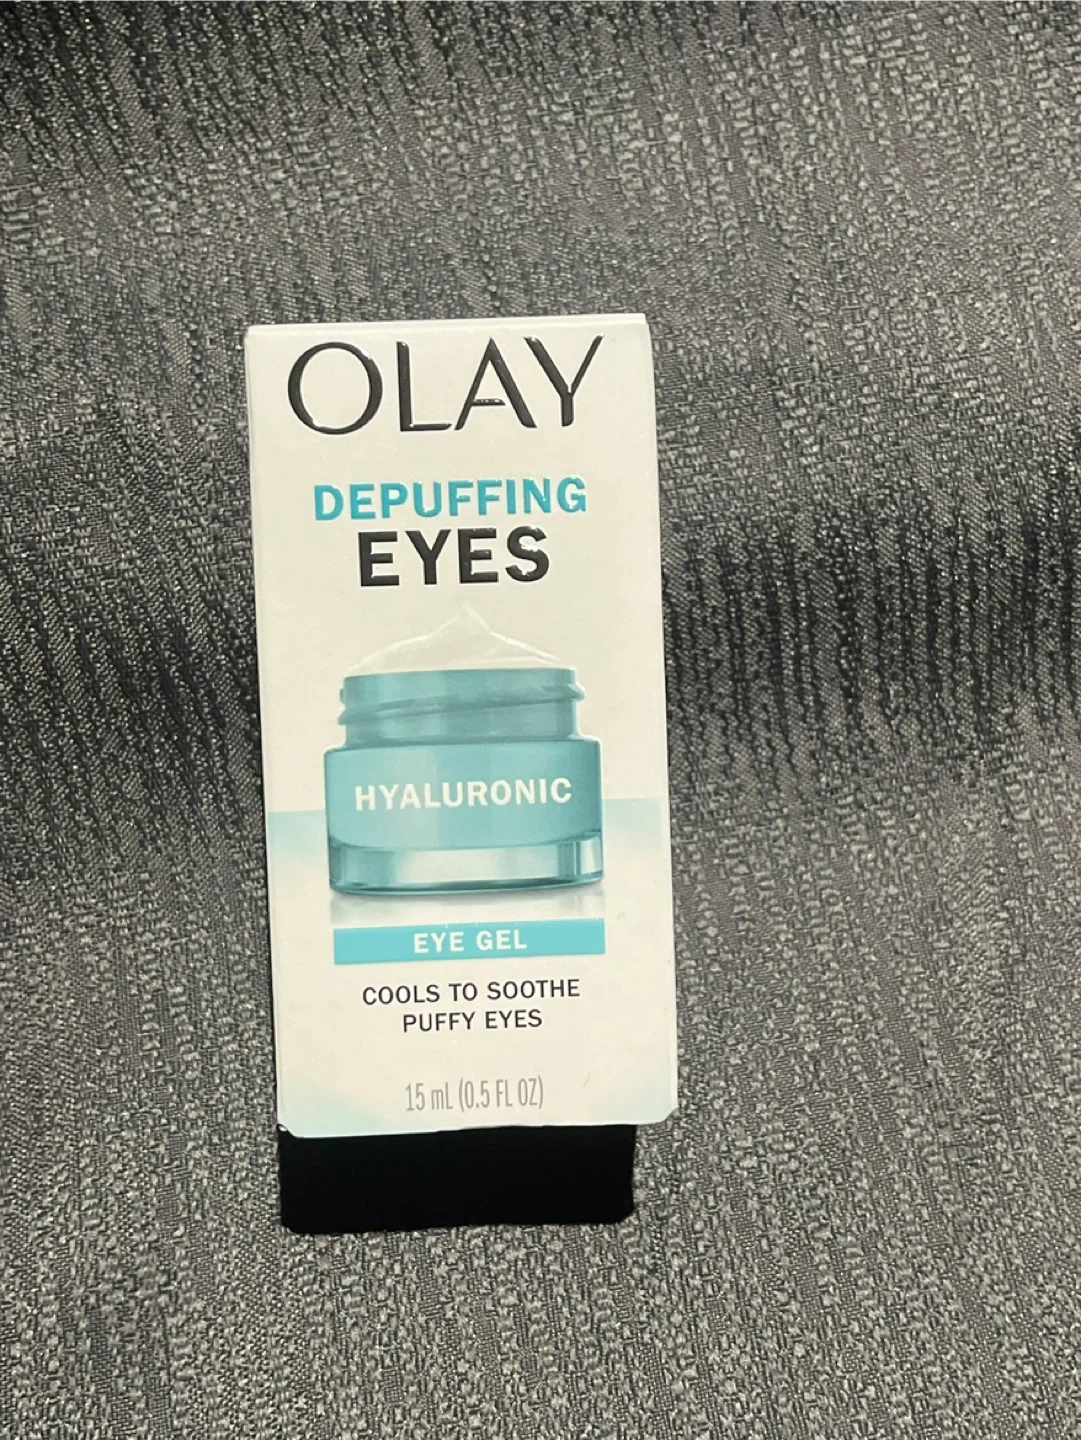 OLAY
DEPUFFING
EYES
HYALURONIC
EYE GEL
COOLS TO SOOTHE
PUFFY EYES
15 mL (0.5 FL OZ)